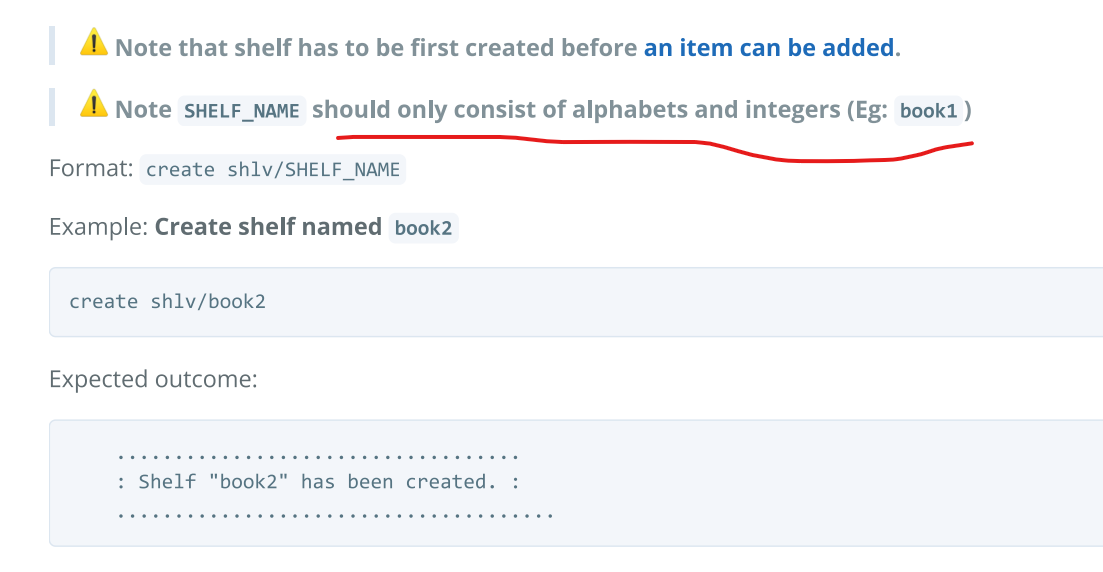 ⚠️ Note that shelf has to be first created before an item can be added.
⚠️ Note SHELF_NAME should only consist of alphabets and integers (Eg: book1 )
Format: create shlv/SHELF_NAME
Example: Create shelf named book2
create shlv/book2
Expected outcome:
...................................
: Shelf "book2" has been created. :
......................................